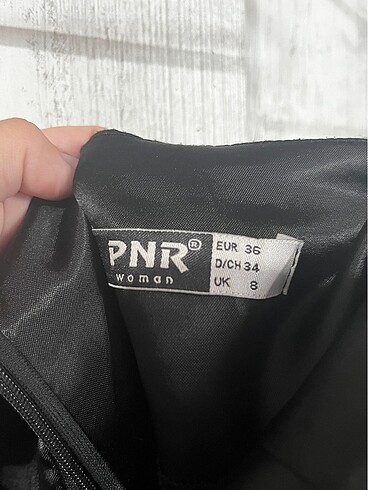 PNR®
woman
EUR 36
D/CH 34
UK 8